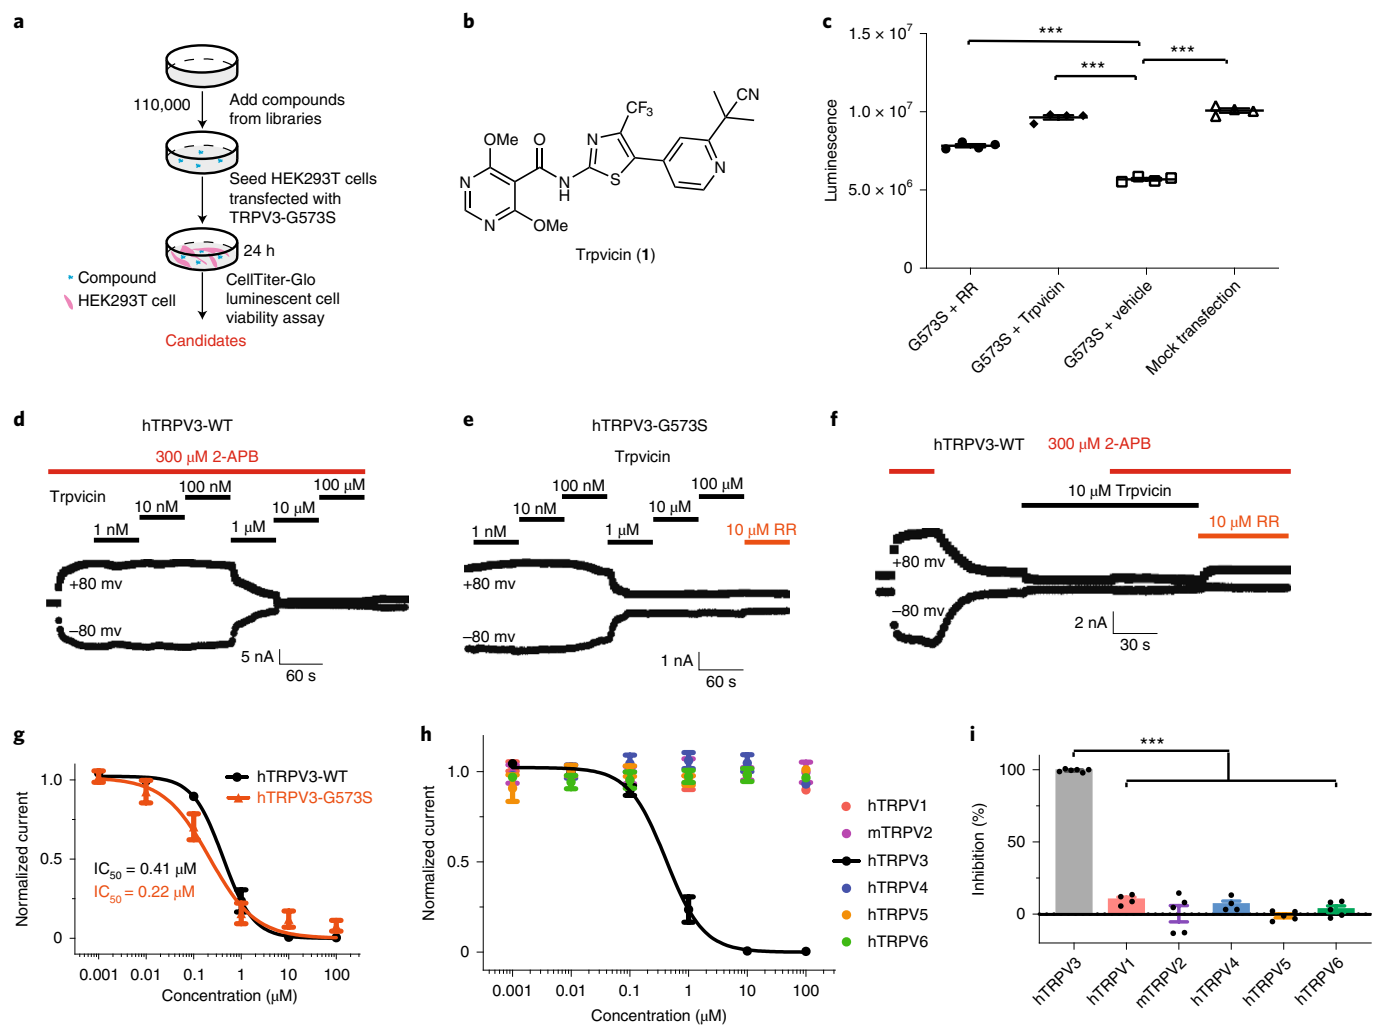 a
110,000
Add compounds
from libraries
Seed HEK293T cells
transfected with
TRPV3-G573S
24 h
Compound
HEK293T cell
CellTiter-Glo
luminescent cell
viability assay
Candidates
b
OMe
N
N
OMe
O
N
H
N
S
CF3
N
CN
Trpvicin (1)
c
Luminescence
1.5 × 10^7
1.0 × 10^7
5.0 × 10^6
0
***
***
***
G573S + RR
G573S + Trpvicin
G573S + vehicle
Mock transfection
d
hTRPV3-WT
300 μM 2-APB
Trpvicin
1 nM
10 nM
100 nM
1 μM
10 μM
100 μM
+80 mv
–80 mv
5 nA
60 s
e
hTRPV3-G573S
Trpvicin
1 nM
10 nM
100 nM
1 μM
10 μM
100 μM
10 μM RR
+80 mv
–80 mv
1 nA
60 s
f
hTRPV3-WT 300 μM 2-APB
10 μM Trpvicin
10 μM RR
+80 mv
–80 mv
2 nA
30 s
g
Normalized current
1.0
0.5
0
hTRPV3-WT
hTRPV3-G573S
IC50 = 0.41 μM
IC50 = 0.22 μM
0.001 0.01 0.1 1 10 100
Concentration (μM)
h
Normalized current
1.0
0.5
0
0.001 0.01 0.1 1 10 100
Concentration (μM)
hTRPV1
mTRPV2
hTRPV3
hTRPV4
hTRPV5
hTRPV6
i
Inhibition (%)
100
50
0
***
hTRPV3
hTRPV1
mTRPV2
hTRPV4
hTRPV5
hTRPV6